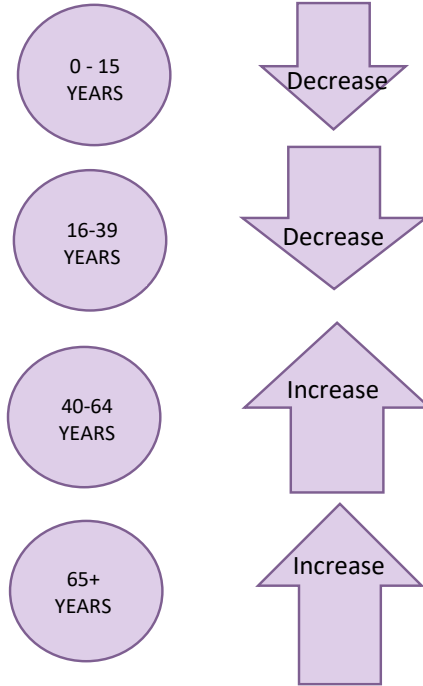 0 - 15
YEARS
Decrease
16-39
YEARS
Decrease
40-64
YEARS
Increase
65+
YEARS
Increase